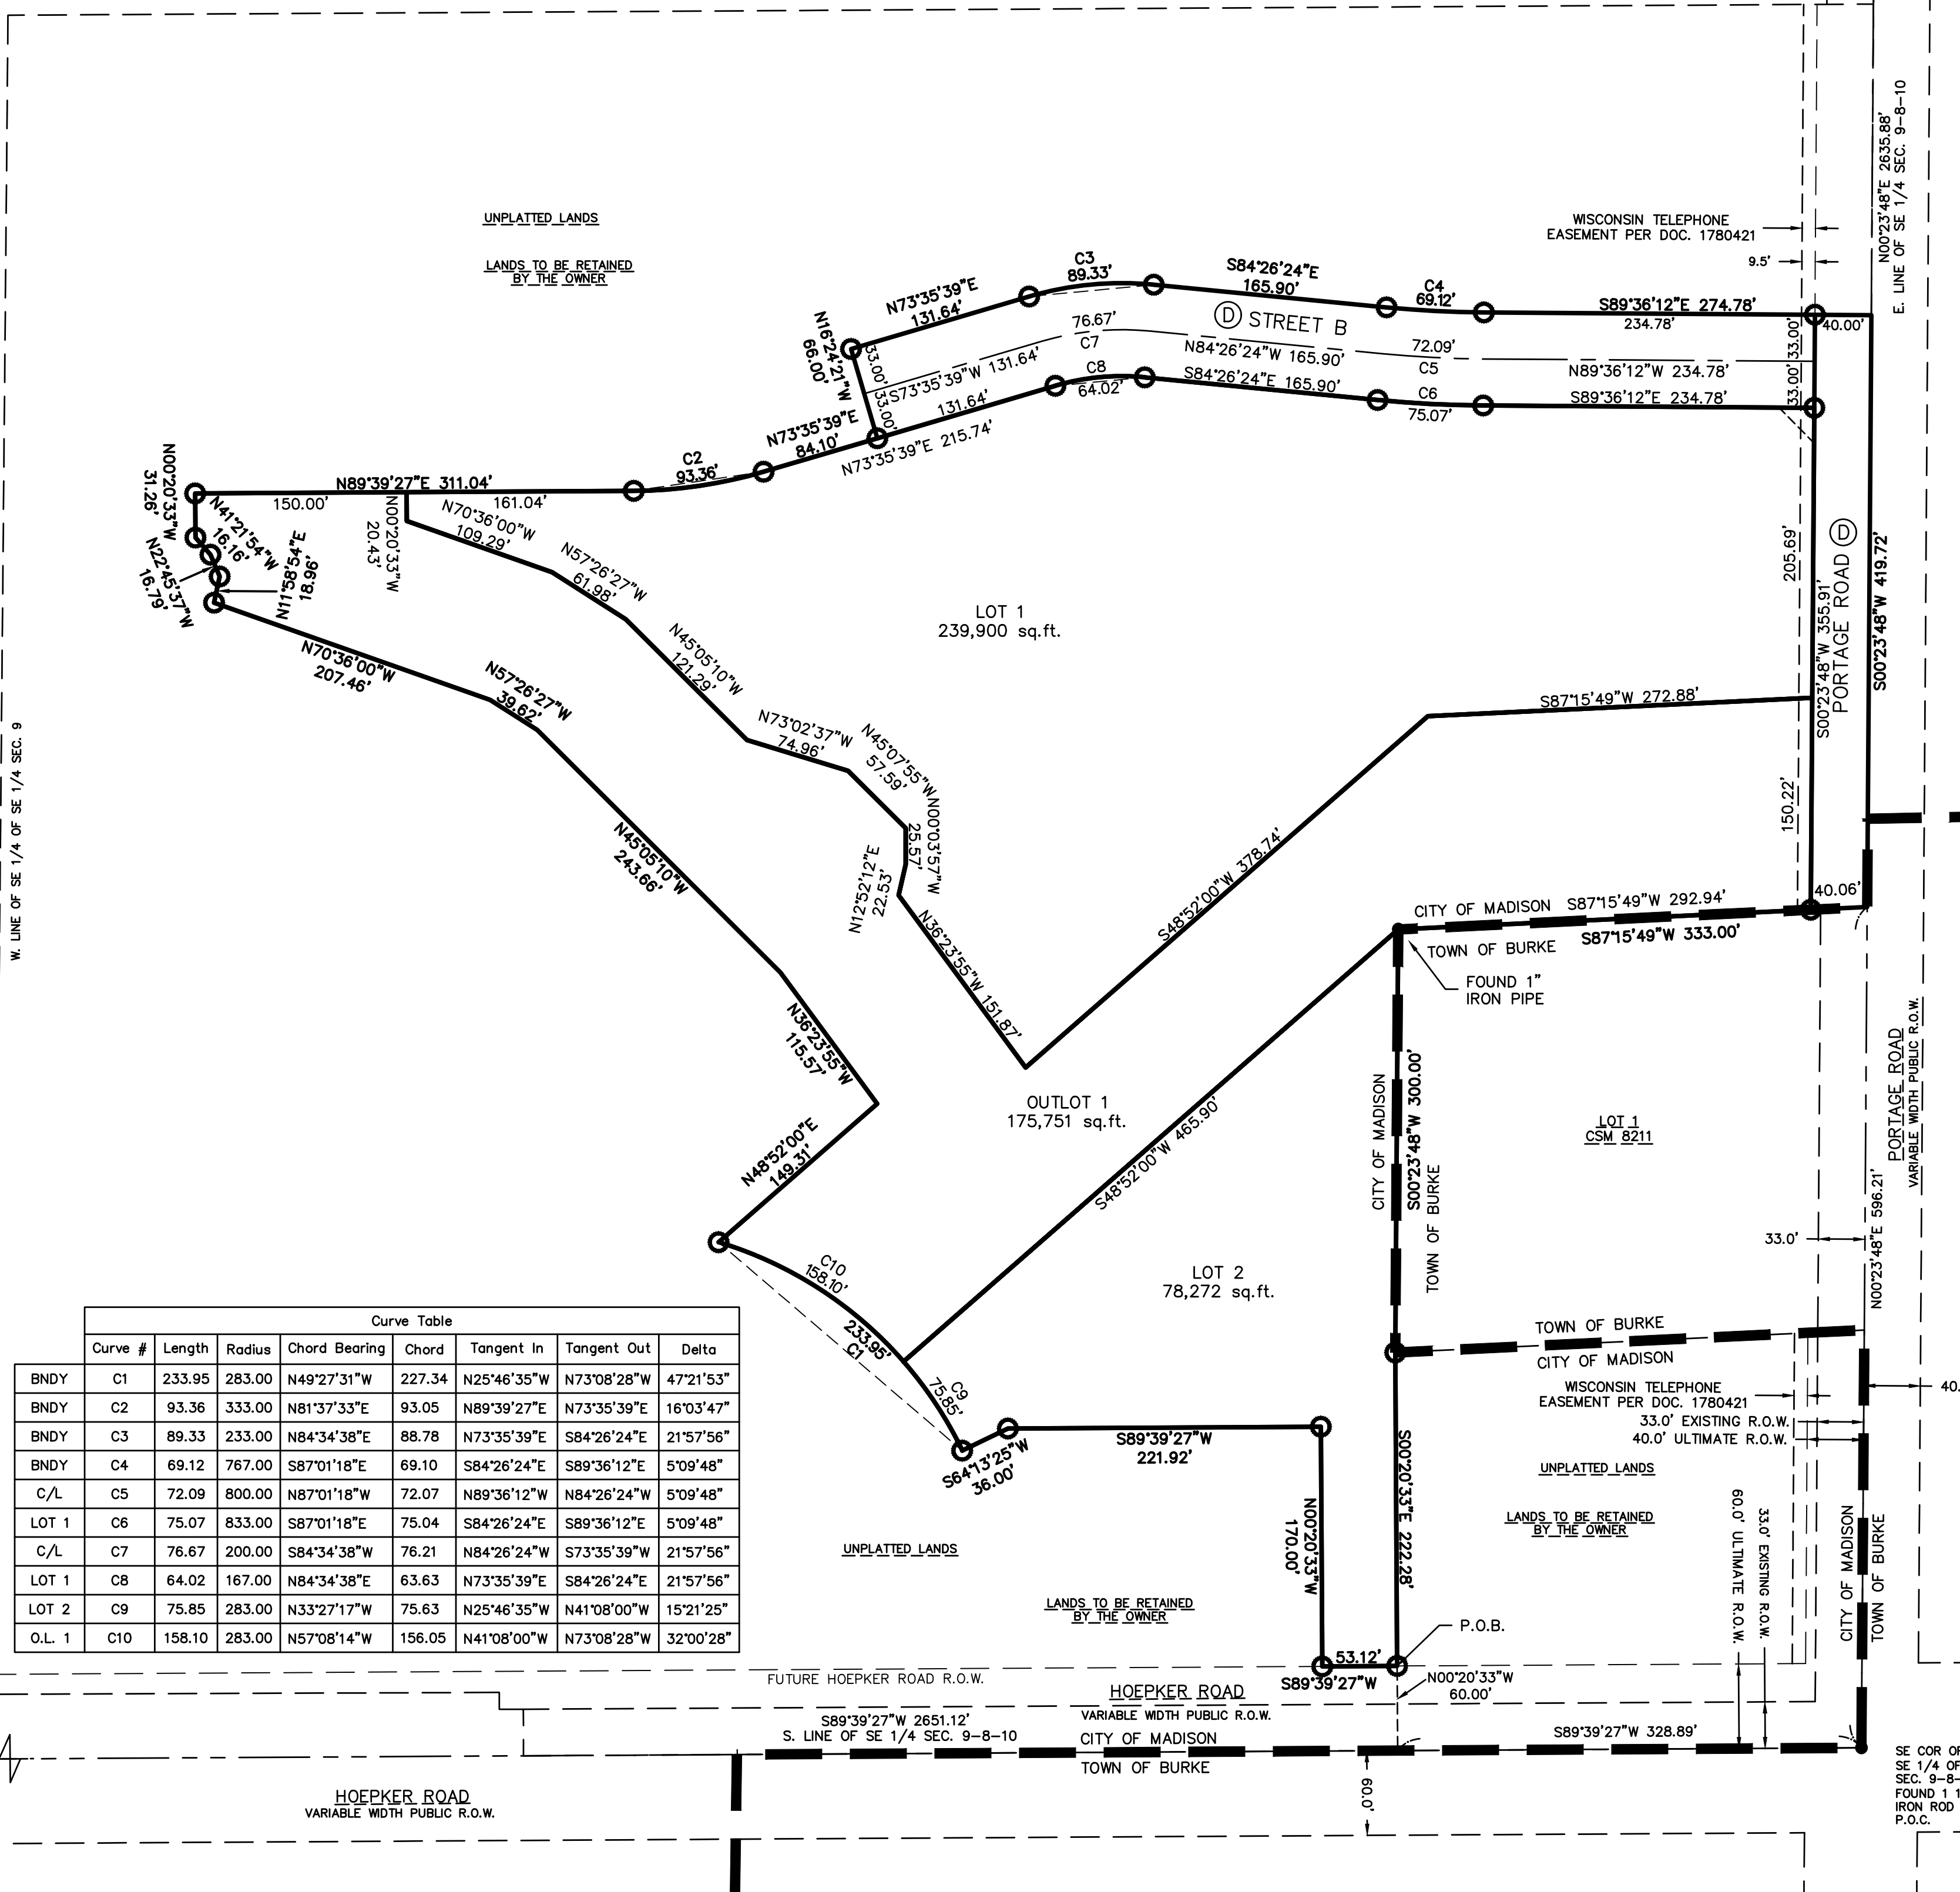 N00°23'48"E 2635.88'
E. LINE OF SE 1/4 SEC. 9-8-10
WISCONSIN TELEPHONE
EASEMENT PER DOC. 1780421
9.5'
UNPLATTED LANDS
LANDS TO BE RETAINED
BY THE OWNER
C3
89.33'
S84°26'24"E
165.90'
C4
69.12'
S89°36'12"E 274.78'
234.78'
40.00'
N73°35'39"E
131.64'
N16°24'21"W
66.00'
33.00'
33.00'
76.67'
C7
D STREET B
N84°26'24"W 165.90'
72.09'
C5
N89°36'12"W 234.78'
33.00'
33.00'
S73°35'39"W 131.64'
131.64'
C8
64.02'
S84°26'24"E 165.90'
C6
75.07'
S89°36'12"E 234.78'
N73°35'39"E
84.10'
N73°35'39"E 215.74'
C2
93.36'
N89°39'27"E 311.04'
150.00'
161.04'
N00°20'33"W
31.26'
N41°21'54"W
16.16'
N22°45'37"W
16.79'
N11°58'54"E
18.96'
N00°20'33"W
20.43'
N70°36'00"W
109.29'
N57°26'27"W
61.98'
N45°05'10"W
121.29'
N73°02'37"W
74.96'
N45°07'55"W
57.59'
N00°03'57"W
25.57'
N12°52'12"E
22.53'
N36°23'55"W 151.87'
LOT 1
239,900 sq.ft.
205.69'
S00°23'48"W 355.91'
PORTAGE ROAD D
S00°23'48"W 419.72'
150.22'
S87°15'49"W 272.88'
S48°52'00"W 378.74'
N70°36'00"W
207.46'
N57°26'27"W
39.62'
N45°05'10"W
243.66'
N36°23'55"W
115.57'
W. LINE OF SE 1/4 OF SE 1/4 SEC. 9
40.06'
CITY OF MADISON S87°15'49"W 292.94'
TOWN OF BURKE
S87°15'49"W 333.00'
FOUND 1"
IRON PIPE
OUTLOT 1
175,751 sq.ft.
S48°52'00"W 465.90'
N48°52'00"E
149.31'
CITY OF MADISON
S00°23'48"W 300.00'
TOWN OF BURKE
LOT 1
CSM 8211
PORTAGE ROAD
VARIABLE WIDTH PUBLIC R.O.W.
N00°23'48"E 596.21'
33.0'
LOT 2
78,272 sq.ft.
C10
158.10'
233.95'
C1
C9
75.85'
TOWN OF BURKE
CITY OF MADISON
WISCONSIN TELEPHONE
EASEMENT PER DOC. 1780421
33.0' EXISTING R.O.W.
40.0' ULTIMATE R.O.W.
40.
S64°13'25"W
36.00'
S89°39'27"W
221.92'
N00°20'33"W
170.00'
S00°20'33"E 222.28'
UNPLATTED LANDS
LANDS TO BE RETAINED
BY THE OWNER
60.0' ULTIMATE R.O.W.
33.0' EXISTING R.O.W.
CITY OF MADISON
TOWN OF BURKE
UNPLATTED LANDS
LANDS TO BE RETAINED
BY THE OWNER
Curve Table
Curve # Length Radius Chord Bearing Chord Tangent In Tangent Out Delta
BNDY C1 233.95 283.00 N49°27'31"W 227.34 N25°46'35"W N73°08'28"W 47°21'53"
BNDY C2 93.36 333.00 N81°37'33"E 93.05 N89°39'27"E N73°35'39"E 16°03'47"
BNDY C3 89.33 233.00 N84°34'38"E 88.78 N73°35'39"E S84°26'24"E 21°57'56"
BNDY C4 69.12 767.00 S87°01'18"E 69.10 S84°26'24"E S89°36'12"E 5°09'48"
C/L C5 72.09 800.00 N87°01'18"W 72.07 N89°36'12"W N84°26'24"W 5°09'48"
LOT 1 C6 75.07 833.00 S87°01'18"E 75.04 S84°26'24"E S89°36'12"E 5°09'48"
C/L C7 76.67 200.00 S84°34'38"W 76.21 N84°26'24"W S73°35'39"W 21°57'56"
LOT 1 C8 64.02 167.00 N84°34'38"E 63.63 N73°35'39"E S84°26'24"E 21°57'56"
LOT 2 C9 75.85 283.00 N33°27'17"W 75.63 N25°46'35"W N41°08'00"W 15°21'25"
O.L. 1 C10 158.10 283.00 N57°08'14"W 156.05 N41°08'00"W N73°08'28"W 32°00'28"
P.O.B.
53.12'
S89°39'27"W
N00°20'33"W
60.00'
FUTURE HOEPKER ROAD R.O.W.
HOEPKER ROAD
VARIABLE WIDTH PUBLIC R.O.W.
S89°39'27"W 2651.12'
S. LINE OF SE 1/4 SEC. 9-8-10
CITY OF MADISON
TOWN OF BURKE
S89°39'27"W 328.89'
60.0'
HOEPKER ROAD
VARIABLE WIDTH PUBLIC R.O.W.
SE COR OF
SE 1/4 OF
SEC. 9-8-
FOUND 1 1
IRON ROD
P.O.C.